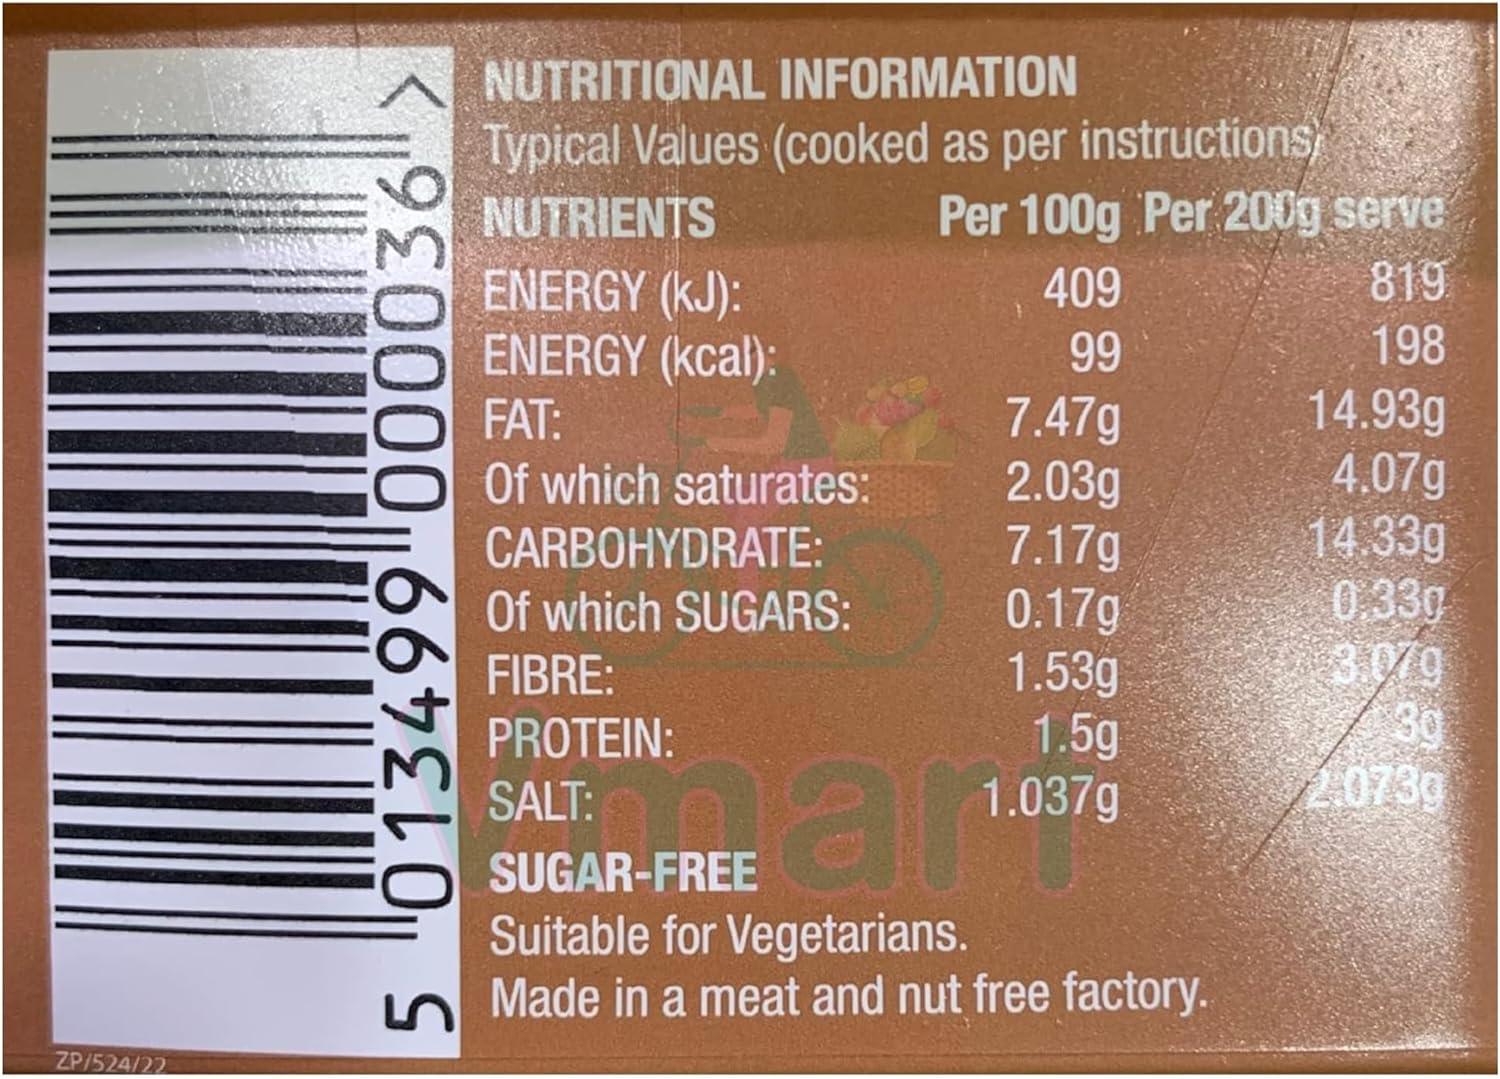 NUTRITIONAL INFORMATION
Typical Values (cooked as per instructions)
NUTRIENTS Per 100g Per 200g serve
ENERGY (kJ): 409 819
ENERGY (kcal): 99 198
FAT: 7.47g 14.93g
Of which saturates: 2.03g 4.07g
CARBOHYDRATE: 7.17g 14.33g
Of which SUGARS: 0.17g 0.33g
FIBRE: 1.53g 3.07g
PROTEIN: 1.5g 3g
SALT: 1.037g 2.073g
SUGAR-FREE
Suitable for Vegetarians.
Made in a meat and nut free factory.
5 013499 000036 >
ZP/524/22
Vmart